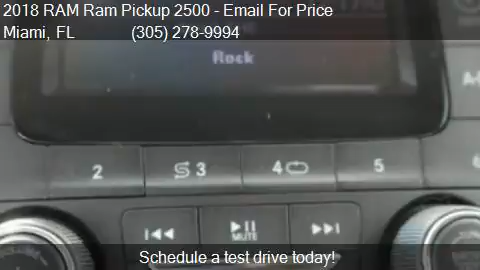 2018 RAM Ram Pickup 2500 - Email For Price
Miami, FL (305) 278-9994
Rock
2 3 4 5 6
MUTE
Schedule a test drive today!